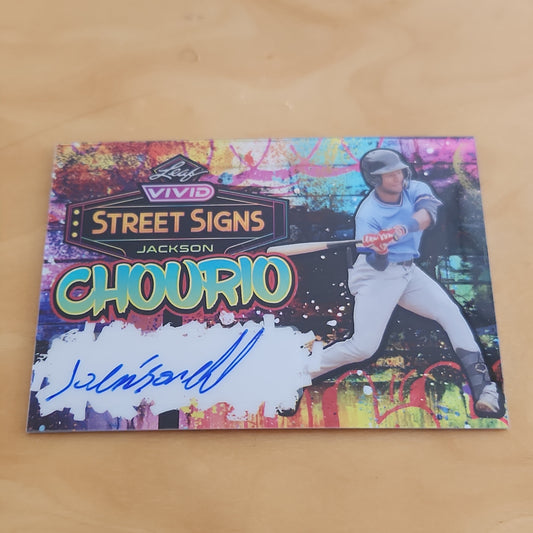 Leaf
VIVID
STREET SIGNS
JACKSON
CHOURIO